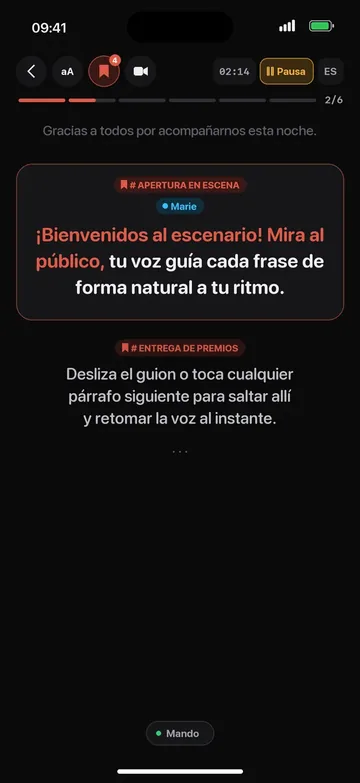 09:41
aA
4
02:14
Pausa
ES
2/6
Gracias a todos por acompañarnos esta noche.
# APERTURA EN ESCENA
Marie
¡Bienvenidos al escenario! Mira al
público, tu voz guía cada frase de
forma natural a tu ritmo.
# ENTREGA DE PREMIOS
Desliza el guion o toca cualquier
párrafo siguiente para saltar allí
y retomar la voz al instante.
...
Mando